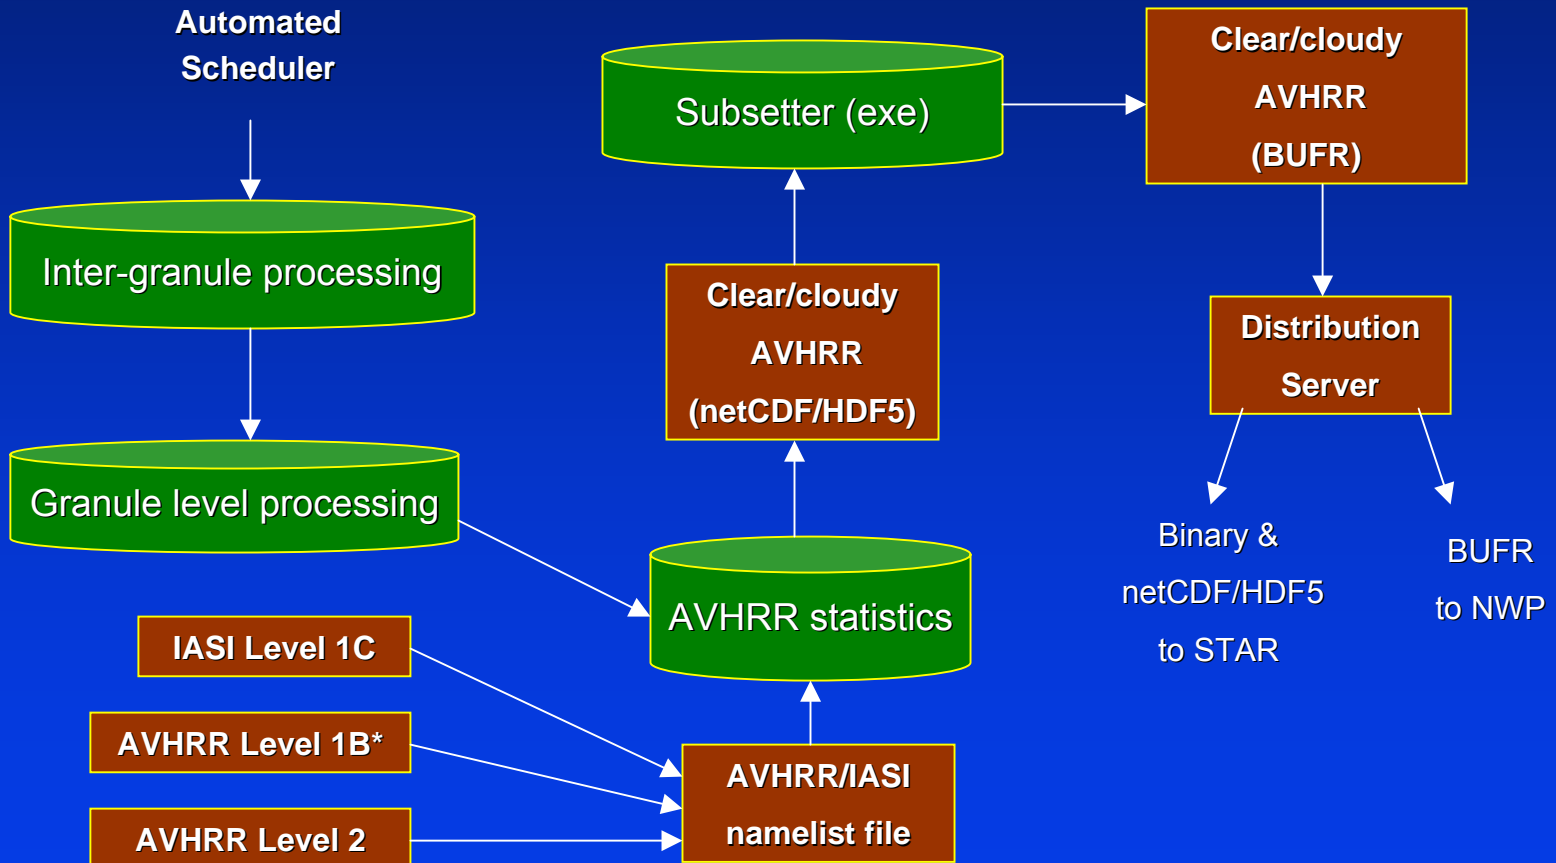 Automated
Scheduler
Inter-granule processing
Granule level processing
IASI Level 1C
AVHRR Level 1B*
AVHRR Level 2
AVHRR/IASI
namelist file
AVHRR statistics
Clear/cloudy
AVHRR
(netCDF/HDF5)
Subsetter (exe)
Clear/cloudy
AVHRR
(BUFR)
Distribution
Server
Binary &
netCDF/HDF5
to STAR
BUFR
to NWP